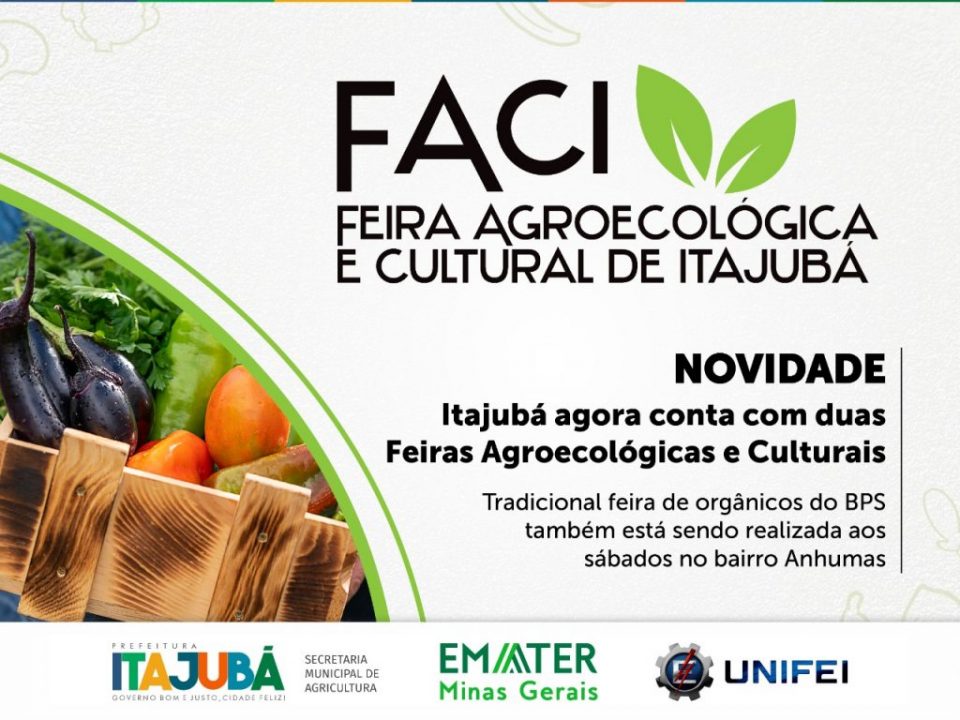 FACI
FEIRA AGROECOLÓGICA
E CULTURAL DE ITAJUBÁ
NOVIDADE
Itajubá agora conta com duas
Feiras Agroecológicas e Culturais
Tradicional feira de orgânicos do BPS
também está sendo realizada aos
sábados no bairro Anhumas
PREFEITURA
ITAJUBÁ
GOVERNO BOM E JUSTO, CIDADE FELIZ!
SECRETARIA
MUNICIPAL DE
AGRICULTURA
EMATER
Minas Gerais
UNIFEI